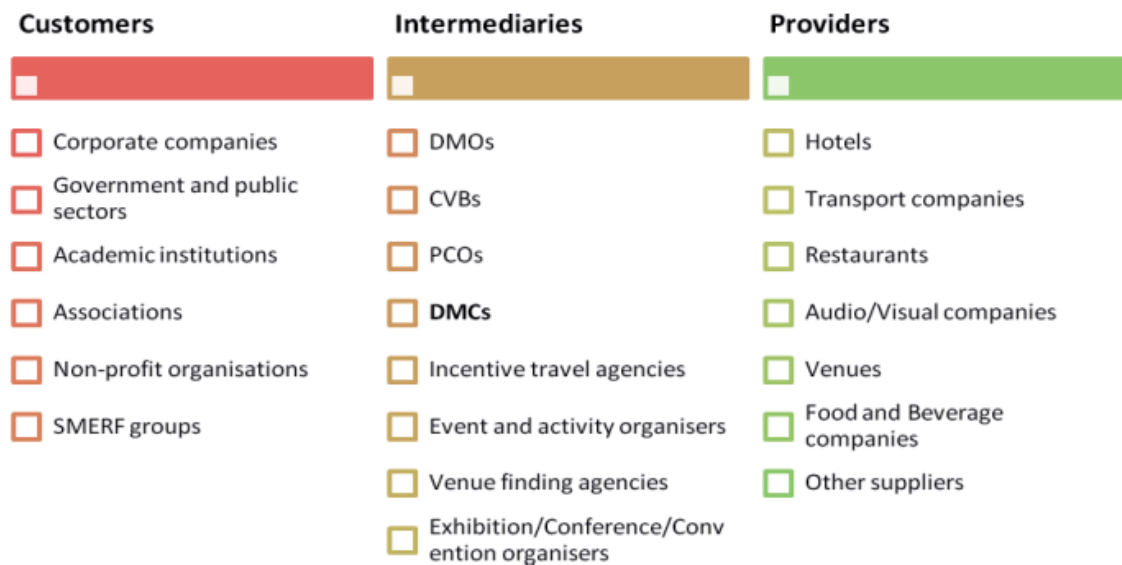 Customers
Corporate companies
Government and public
sectors
Academic institutions
Associations
Non-profit organisations
SMERF groups
Intermediaries
DMOs
CVBs
PCOs
DMCs
Incentive travel agencies
Event and activity organisers
Venue finding agencies
Exhibition/Conference/Conv
ention organisers
Providers
Hotels
Transport companies
Restaurants
Audio/Visual companies
Venues
Food and Beverage
companies
Other suppliers